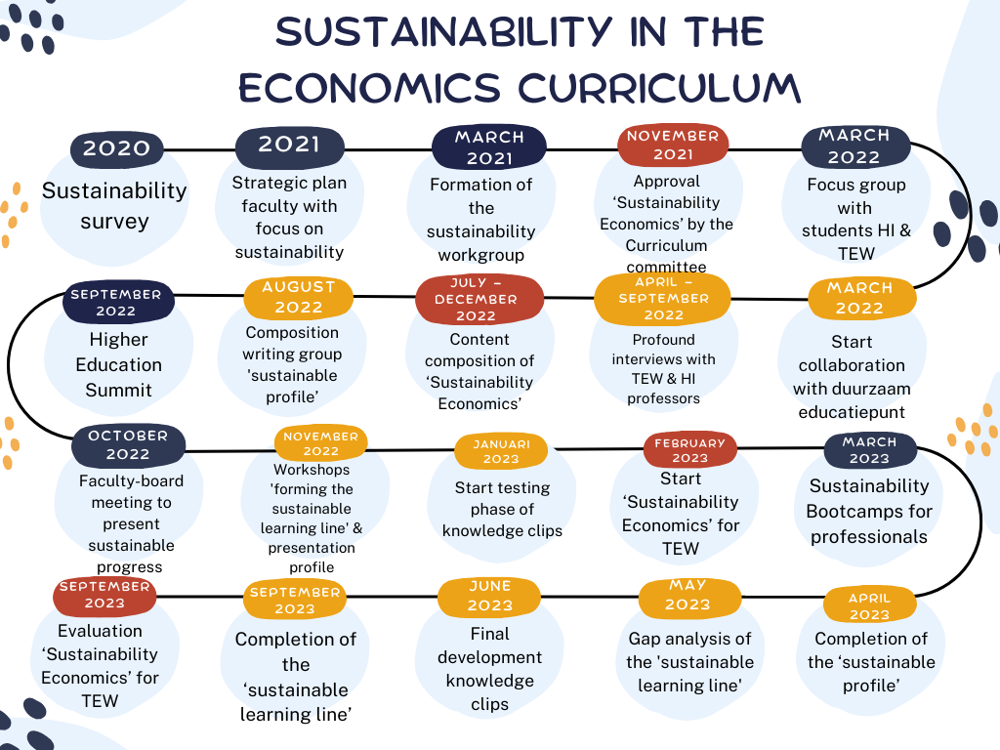 SUSTAINABILITY IN THE
ECONOMICS CURRICULUM
2020
Sustainability
survey
2021
Strategic plan
faculty with
focus on
sustainability
MARCH
2021
Formation of
the
sustainability
workgroup
NOVEMBER
2021
Approval
‘Sustainability
Economics’ by the
Curriculum
committee
MARCH
2022
Focus group
with
students HI &
TEW
SEPTEMBER
2022
Higher
Education
Summit
AUGUST
2022
Composition
writing group
'sustainable
profile’
JULY –
DECEMBER
2022
Content
composition of
‘Sustainability
Economics’
APRIL –
SEPTEMBER
2022
Profound
interviews with
TEW & HI
professors
MARCH
2022
Start
collaboration
with duurzaam
educatiepunt
OCTOBER
2022
Faculty-board
meeting to
present
sustainable
progress
NOVEMBER
2022
Workshops
'forming the
sustainable
learning line' &
presentation
profile
JANUARI
2023
Start testing
phase of
knowledge clips
FEBRUARY
2023
Start
‘Sustainability
Economics’ for
TEW
MARCH
2023
Sustainability
Bootcamps for
professionals
SEPTEMBER
2023
Evaluation
‘Sustainability
Economics’ for
TEW
SEPTEMBER
2023
Completion of
the
‘sustainable
learning line’
JUNE
2023
Final
development
knowledge
clips
MAY
2023
Gap analysis of
the 'sustainable
learning line'
APRIL
2023
Completion of
the ‘sustainable
profile’